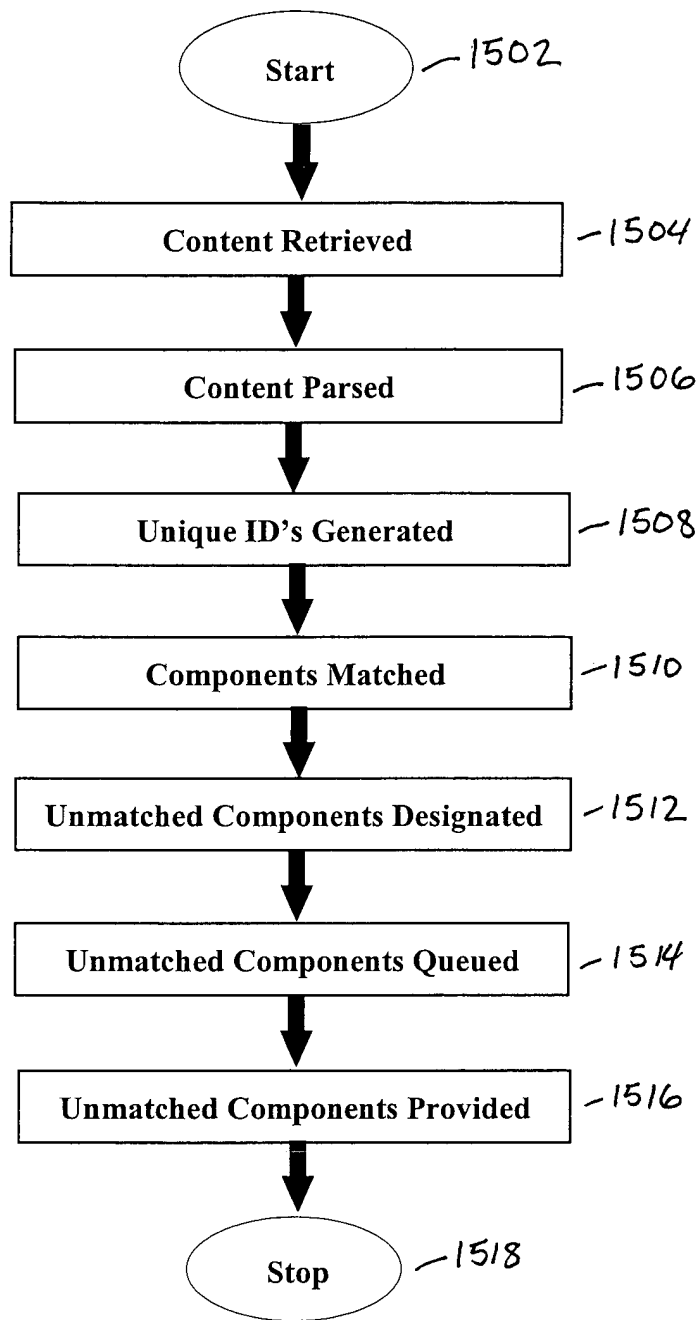 Start 1502
Content Retrieved 1504
Content Parsed 1506
Unique ID's Generated 1508
Components Matched 1510
Unmatched Components Designated 1512
Unmatched Components Queued 1514
Unmatched Components Provided 1516
Stop 1518